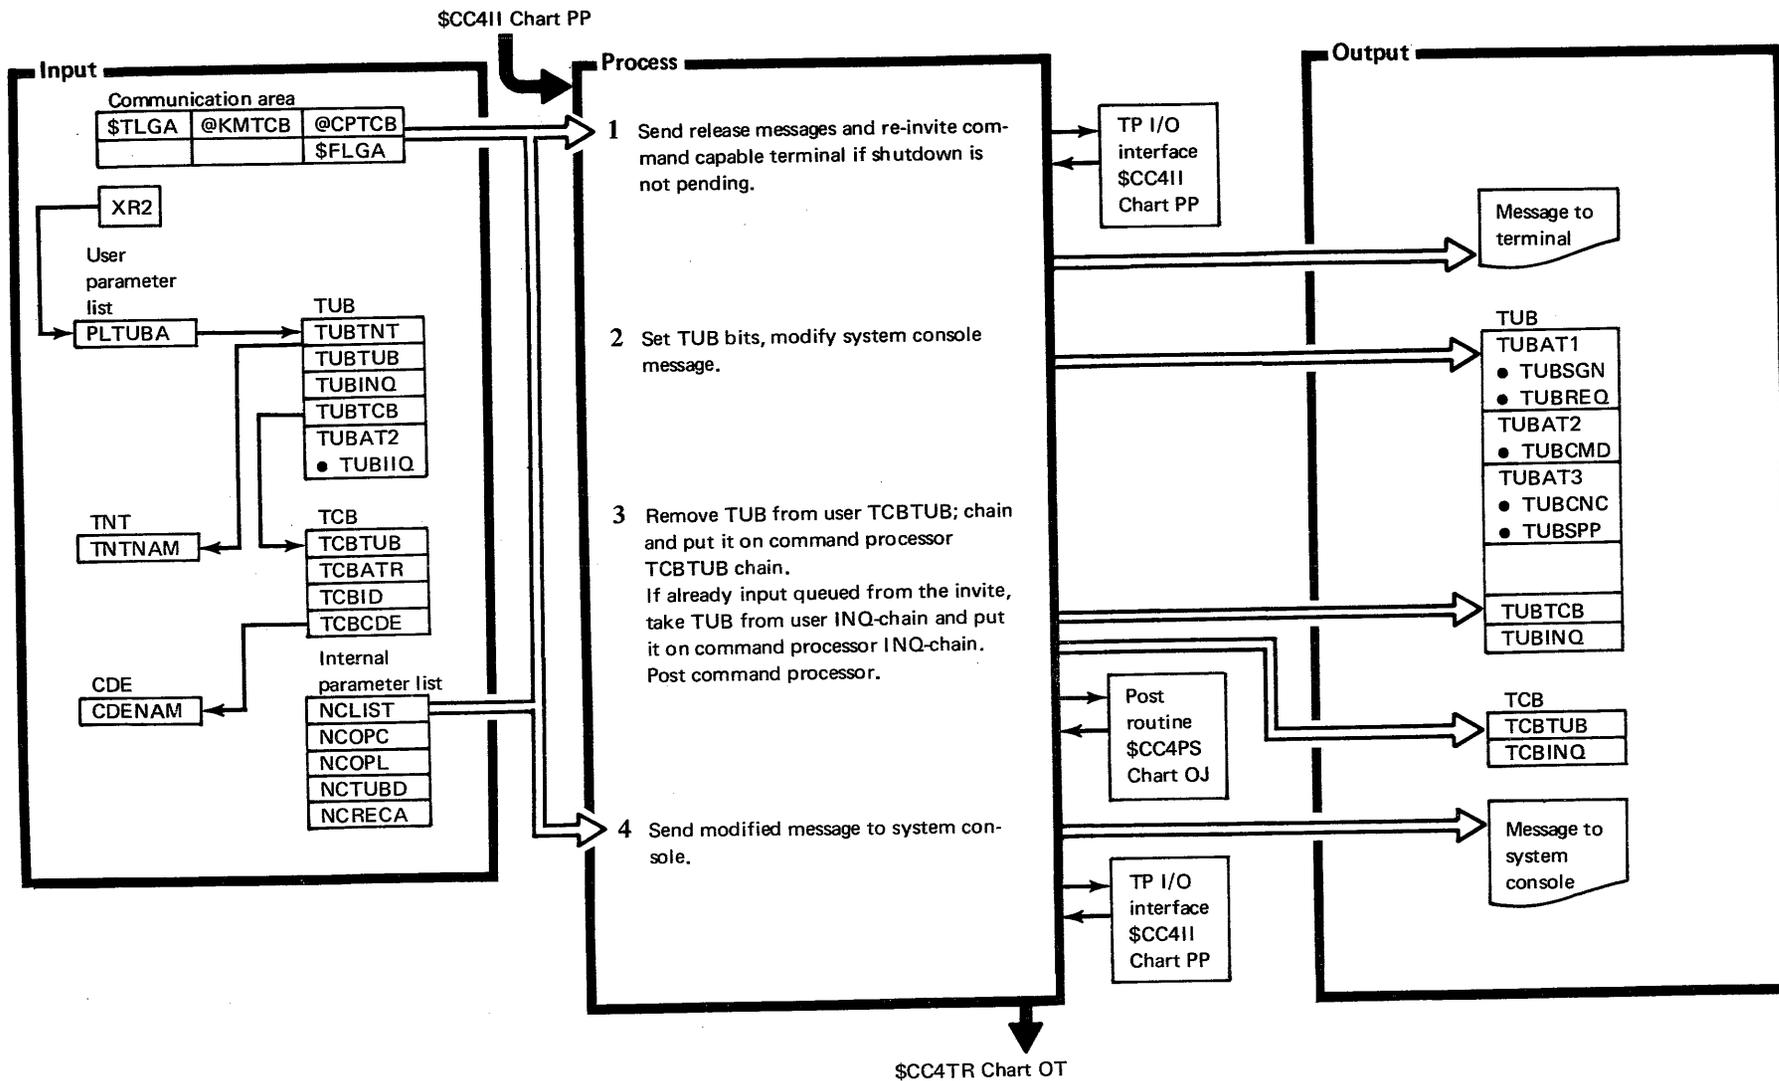 $CC4II Chart PP
Input
Communication area
$TLGA @KMTCB @CPTCB
$FLGA
XR2
User
parameter
list
PLTUBA
TUB
TUBTNT
TUBTUB
TUBINQ
TUBTCB
TUBAT2
● TUBIIQ
TNT
TNTNAM
TCB
TCBTUB
TCBATR
TCBID
TCBCDE
CDE
CDENAM
Internal
parameter list
NCLIST
NCOPC
NCOPL
NCTUBD
NCRECA
Process
1 Send release messages and re-invite com-
mand capable terminal if shutdown is
not pending.
2 Set TUB bits, modify system console
message.
3 Remove TUB from user TCBTUB; chain
and put it on command processor
TCBTUB chain.
If already input queued from the invite,
take TUB from user INQ-chain and put
it on command processor INQ-chain.
Post command processor.
4 Send modified message to system con-
sole.
TP I/O
interface
$CC4II
Chart PP
Post
routine
$CC4PS
Chart OJ
TP I/O
interface
$CC4II
Chart PP
Output
Message to
terminal
TUB
TUBAT1
● TUBSGN
● TUBREQ
TUBAT2
● TUBCMD
TUBAT3
● TUBCNC
● TUBSPP
TUBTCB
TUBINQ
TCB
TCBTUB
TCBINQ
Message to
system
console
$CC4TR Chart OT